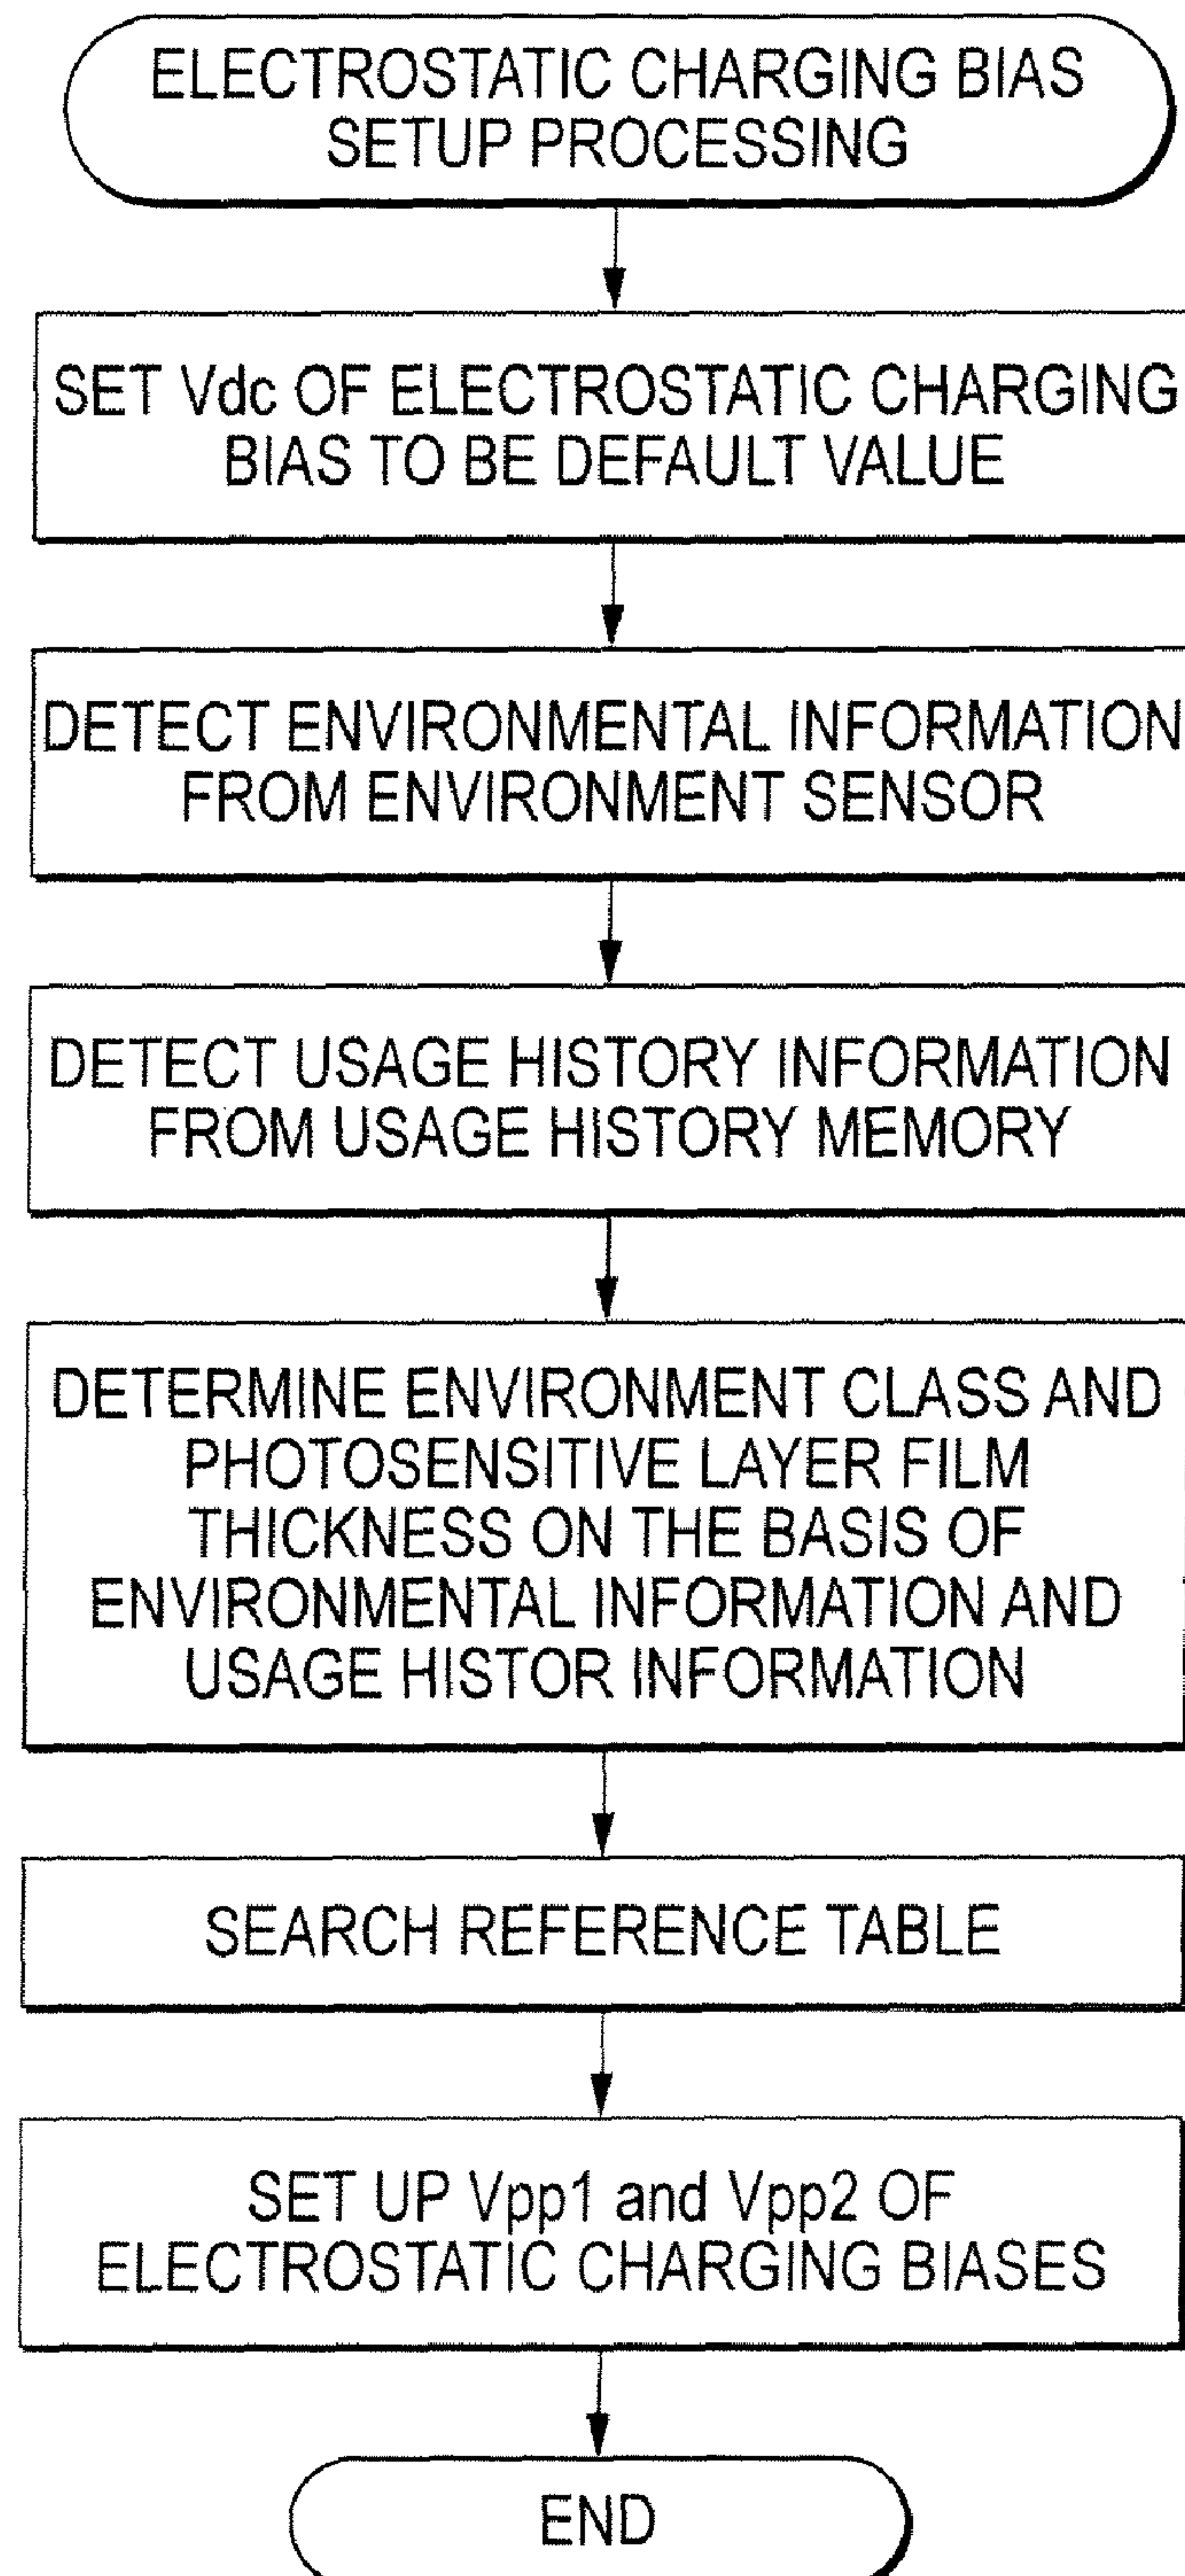 ELECTROSTATIC CHARGING BIAS
SETUP PROCESSING
SET Vdc OF ELECTROSTATIC CHARGING
BIAS TO BE DEFAULT VALUE
DETECT ENVIRONMENTAL INFORMATION
FROM ENVIRONMENT SENSOR
DETECT USAGE HISTORY INFORMATION
FROM USAGE HISTORY MEMORY
DETERMINE ENVIRONMENT CLASS AND
PHOTOSENSITIVE LAYER FILM
THICKNESS ON THE BASIS OF
ENVIRONMENTAL INFORMATION AND
USAGE HISTOR INFORMATION
SEARCH REFERENCE TABLE
SET UP Vpp1 and Vpp2 OF
ELECTROSTATIC CHARGING BIASES
END